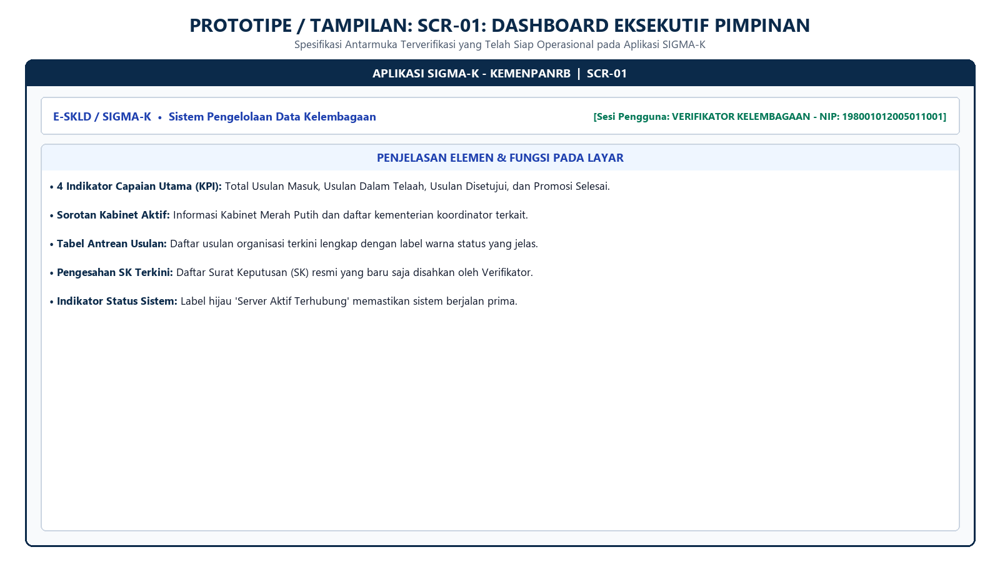 PROTOTIPE / TAMPILAN: SCR-01: DASHBOARD EKSEKUTIF PIMPINAN
Spesifikasi Antarmuka Terverifikasi yang Telah Siap Operasional pada Aplikasi SIGMA-K
APLIKASI SIGMA-K - KEMENPANRB | SCR-01
E-SKLD / SIGMA-K • Sistem Pengelolaan Data Kelembagaan
[Sesi Pengguna: VERIFIKATOR KELEMBAGAAN - NIP: 198001012005011001]
PENJELASAN ELEMEN & FUNGSI PADA LAYAR
• 4 Indikator Capaian Utama (KPI): Total Usulan Masuk, Usulan Dalam Telaah, Usulan Disetujui, dan Promosi Selesai.
• Sorotan Kabinet Aktif: Informasi Kabinet Merah Putih dan daftar kementerian koordinator terkait.
• Tabel Antrean Usulan: Daftar usulan organisasi terkini lengkap dengan label warna status yang jelas.
• Pengesahan SK Terkini: Daftar Surat Keputusan (SK) resmi yang baru saja disahkan oleh Verifikator.
• Indikator Status Sistem: Label hijau 'Server Aktif Terhubung' memastikan sistem berjalan prima.